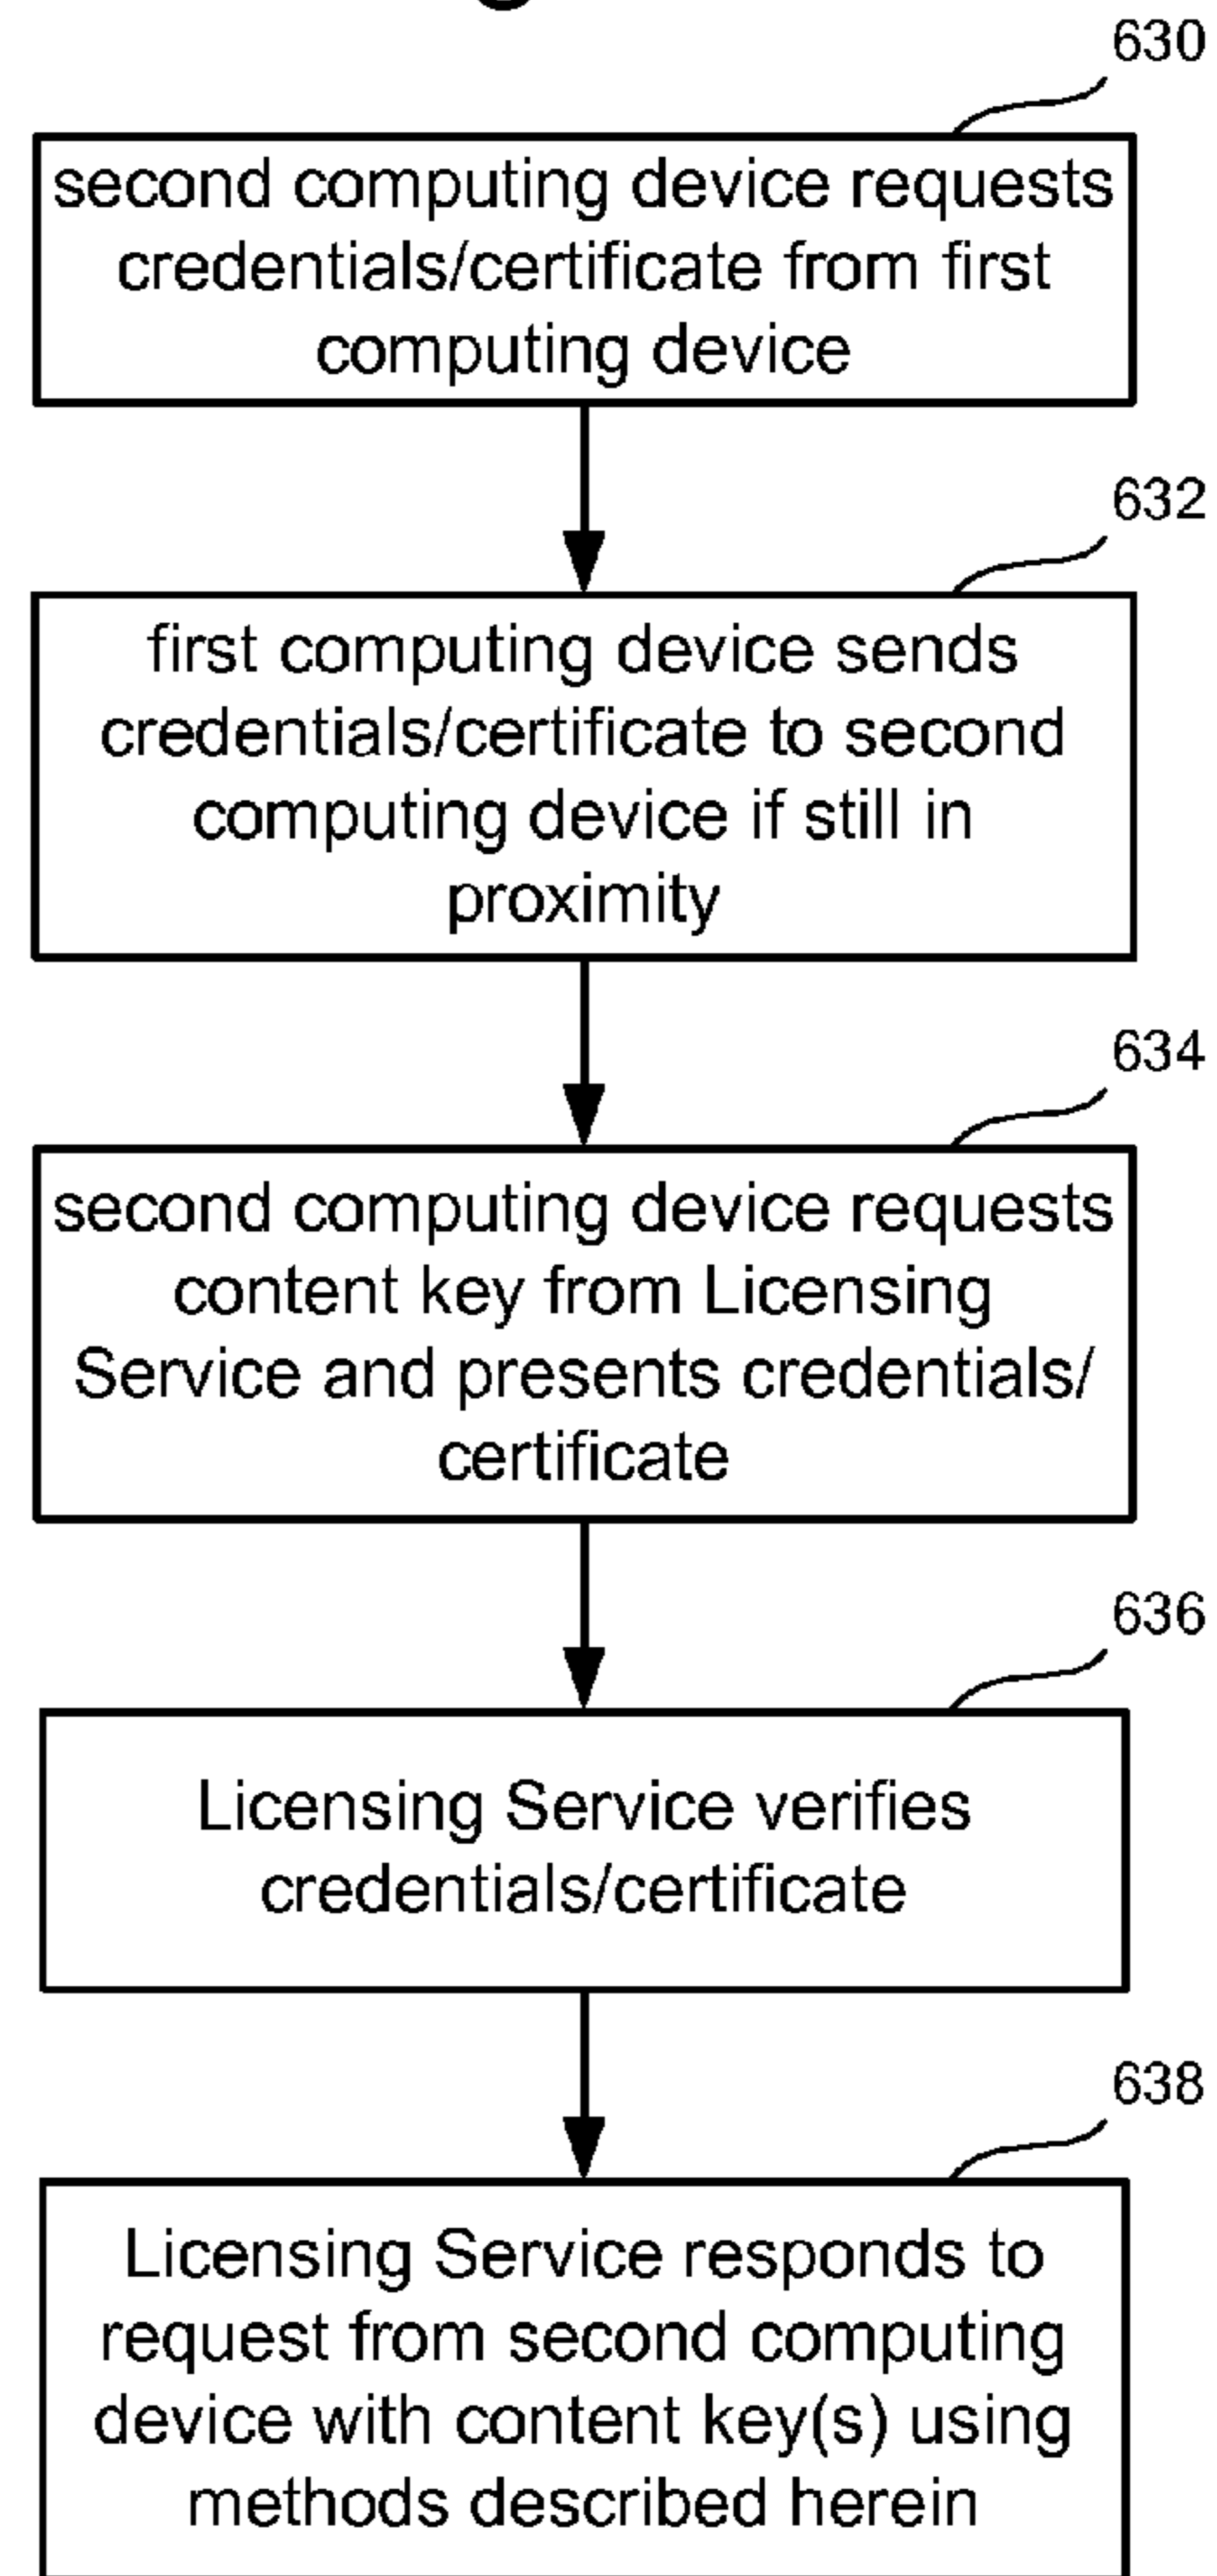 630
second computing device requests
credentials/certificate from first
computing device
632
first computing device sends
credentials/certificate to second
computing device if still in
proximity
634
second computing device requests
content key from Licensing
Service and presents credentials/
certificate
636
Licensing Service verifies
credentials/certificate
638
Licensing Service responds to
request from second computing
device with content key(s) using
methods described herein